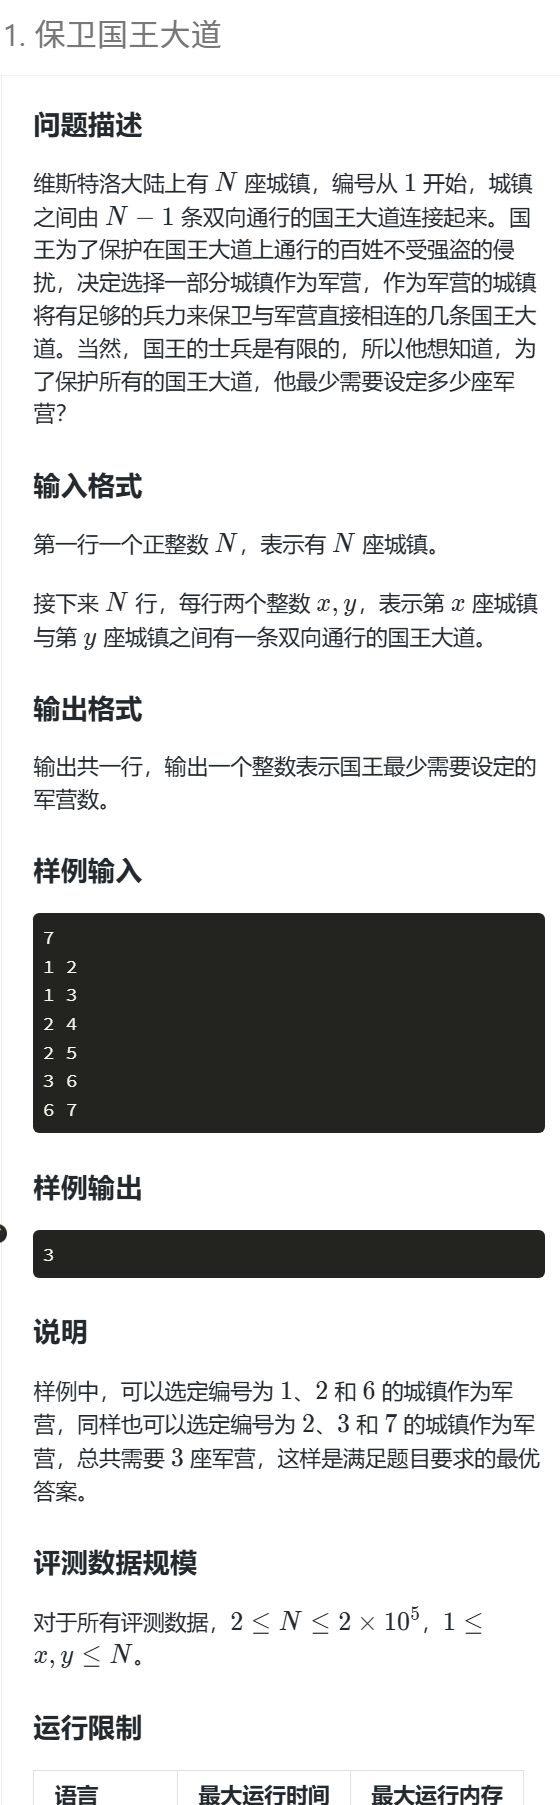 1. 保卫国王大道
问题描述
维斯特洛大陆上有 N 座城镇，编号从 1 开始，城镇
之间由 N − 1 条双向通行的国王大道连接起来。国
王为了保护在国王大道上通行的百姓不受强盗的侵
扰，决定选择一部分城镇作为军营，作为军营的城镇
将有足够的兵力来保卫与军营直接相连的几条国王大
道。当然，国王的士兵是有限的，所以他想知道，为
了保护所有的国王大道，他最少需要设定多少座军
营？
输入格式
第一行一个正整数 N，表示有 N 座城镇。
接下来 N 行，每行两个整数 x, y，表示第 x 座城镇
与第 y 座城镇之间有一条双向通行的国王大道。
输出格式
输出共一行，输出一个整数表示国王最少需要设定的
军营数。
样例输入
7
1 2
1 3
2 4
2 5
3 6
6 7
样例输出
3
说明
样例中，可以选定编号为 1、2 和 6 的城镇作为军
营，同样也可以选定编号为 2、3 和 7 的城镇作为军
营，总共需要 3 座军营，这样是满足题目要求的最优
答案。
评测数据规模
对于所有评测数据，2 ≤ N ≤ 2 × 10⁵，1 ≤
x, y ≤ N。
运行限制
语言 最大运行时间 最大运行内存